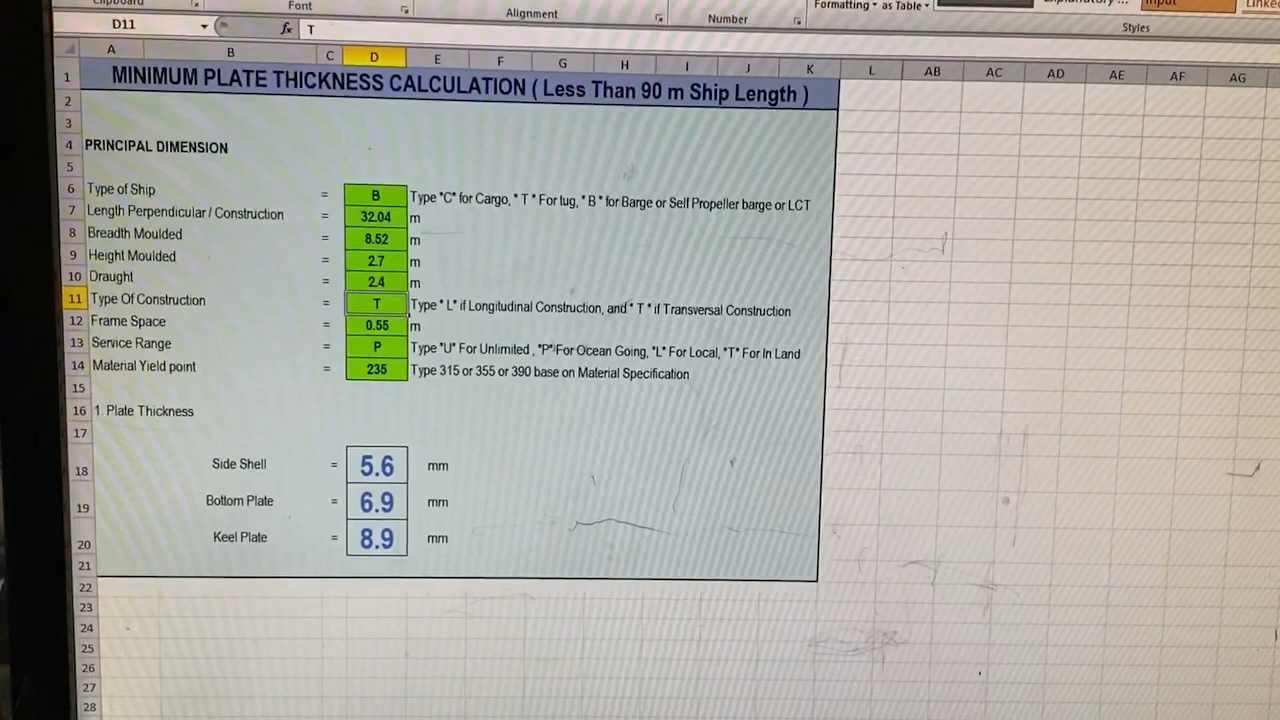 Font
Alignment
Number
Formatting as Table
Styles
D11 fx T
A B C D E F G H I J K L AB AC AD AE AF AG
1 MINIMUM PLATE THICKNESS CALCULATION ( Less Than 90 m Ship Length )
2
3
4 PRINCIPAL DIMENSION
5
6 Type of Ship = B Type "C" for Cargo, " T " For tug, " B " for Barge or Self Propeller barge or LCT
7 Length Perpendicular / Construction = 32.04 m
8 Breadth Moulded = 8.52 m
9 Height Moulded = 2.7 m
10 Draught = 2.4 m
11 Type Of Construction = T Type " L" if Longitudinal Construction, and " T " if Transversal Construction
12 Frame Space = 0.55 m
13 Service Range = P Type "U" For Unlimited , "P" For Ocean Going, "L" For Local, "T" For In Land
14 Material Yield point = 235 Type 315 or 355 or 390 base on Material Specification
15
16 1 Plate Thickness
17
18 Side Shell = 5.6 mm
19 Bottom Plate = 6.9 mm
20 Keel Plate = 8.9 mm
21
22
23
24
25
26
27
28